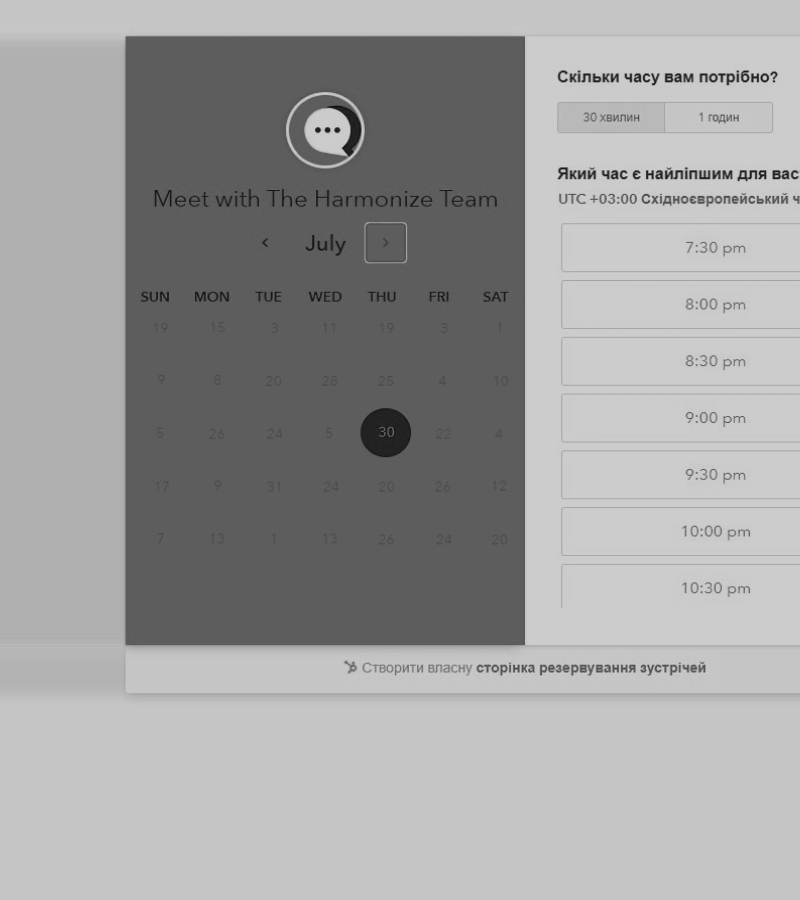 Meet with The Harmonize Team
July
SUN MON TUE WED THU FRI SAT
19 15 3 11 19 3 1
9 8 20 28 25 4 10
5 26 24 5 30 22 4
17 9 31 24 20 26 12
7 13 1 13 26 24 20
Скільки часу вам потрібно?
30 хвилин 1 годин
Який час є найліпшим для вас
UTC +03:00 Східноєвропейський ч
7:30 pm
8:00 pm
8:30 pm
9:00 pm
9:30 pm
10:00 pm
10:30 pm
Створити власну сторінка резервування зустрічей